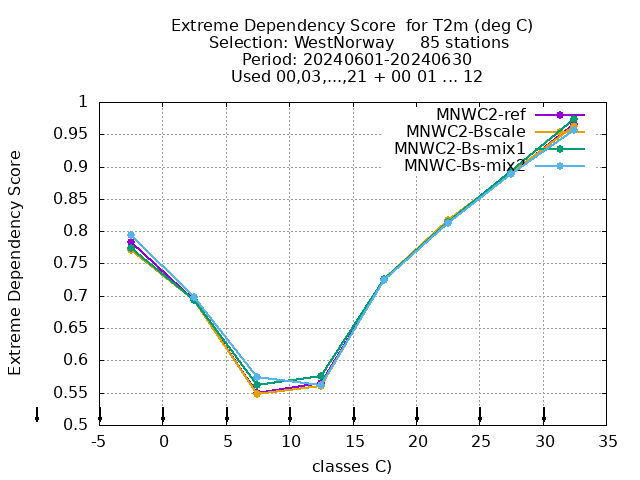 Extreme Dependency Score  for T2m (deg C)
Selection: WestNorway     85 stations
Period: 20240601-20240630
Used 00,03,...,21 + 00 01 ... 12
Extreme Dependency Score
1
0.95
0.9
0.85
0.8
0.75
0.7
0.65
0.6
0.55
0.5
MNWC2-ref
MNWC2-Bscale
MNWC2-Bs-mix1
MNWC-Bs-mix2
-5 0 5 10 15 20 25 30 35
classes C)